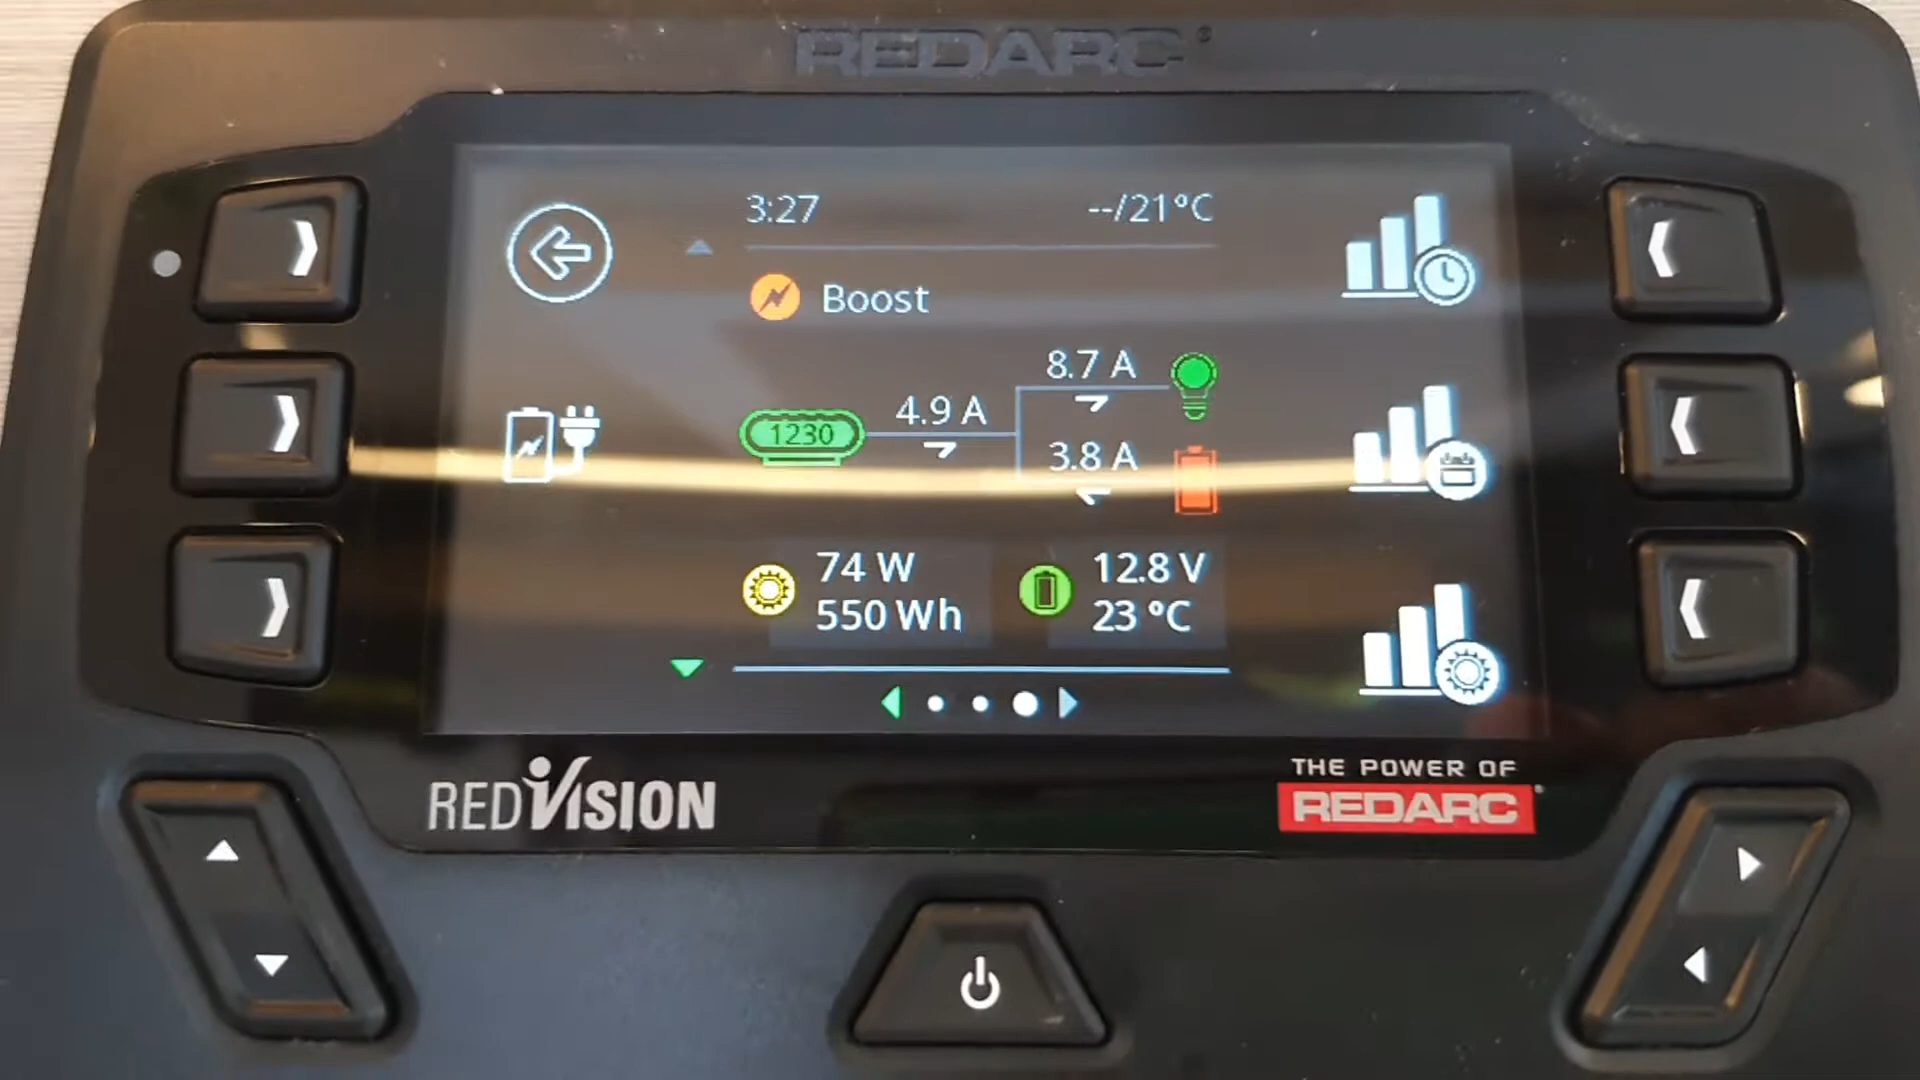 REDARC
3:27
--/21°C
Boost
8.7 A
4.9 A
1230
3.8 A
74 W
550 Wh
12.8 V
23 °C
REDVISION
THE POWER OF
REDARC